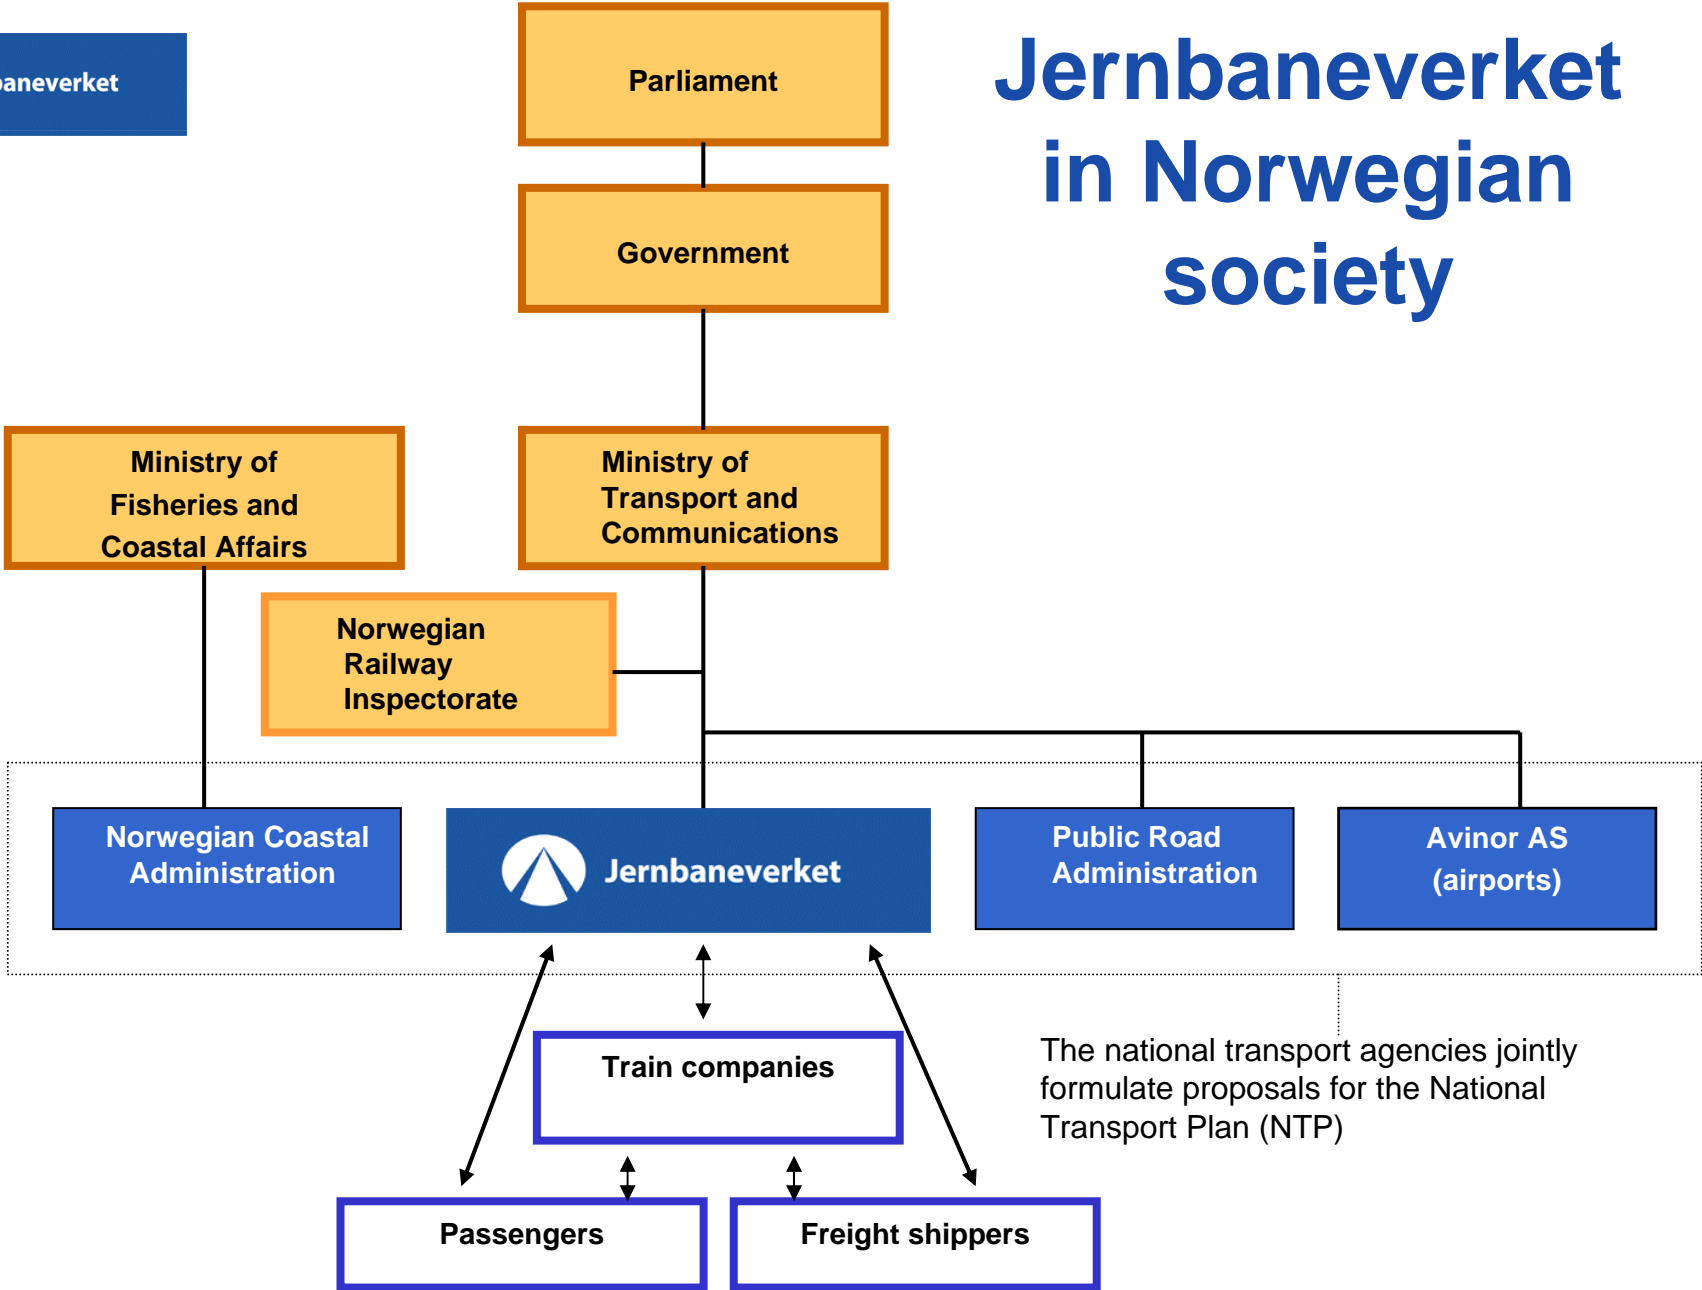 Jernbaneverket
in Norwegian
society
Parliament
Government
Ministry of
Fisheries and
Coastal Affairs
Ministry of
Transport and
Communications
Norwegian
Railway
Inspectorate
Norwegian Coastal
Administration
Jernbaneverket
Public Road
Administration
Avinor AS
(airports)
Train companies
The national transport agencies jointly
formulate proposals for the National
Transport Plan (NTP)
Passengers
Freight shippers